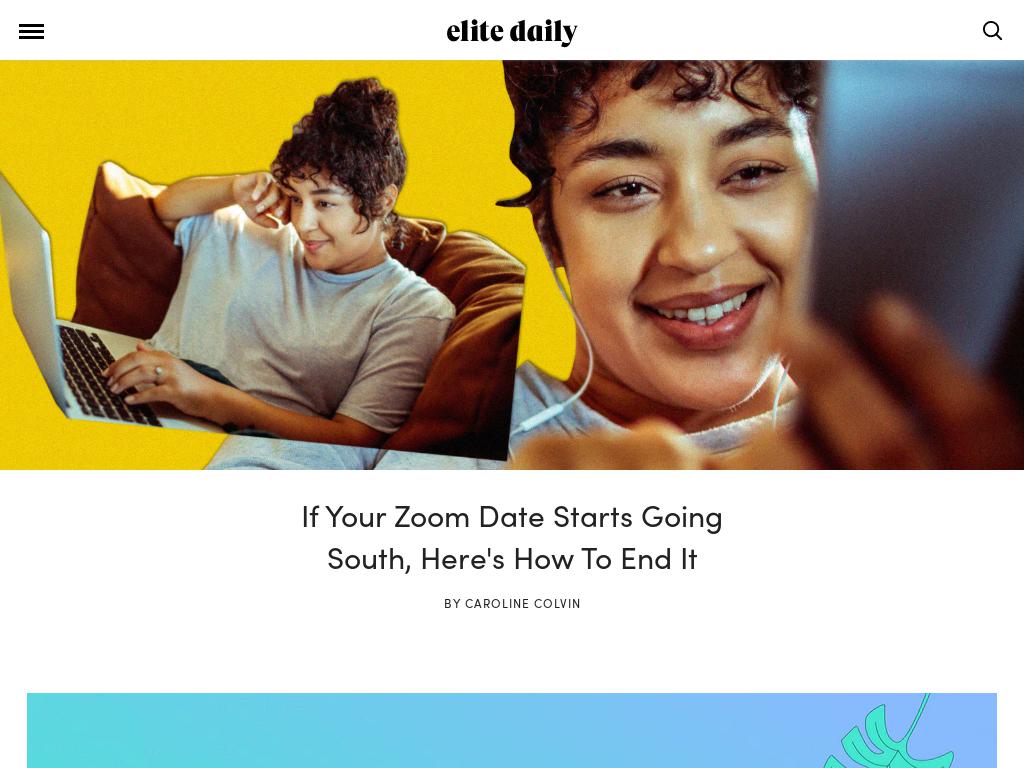 elite daily
If Your Zoom Date Starts Going
South, Here's How To End It
BY CAROLINE COLVIN